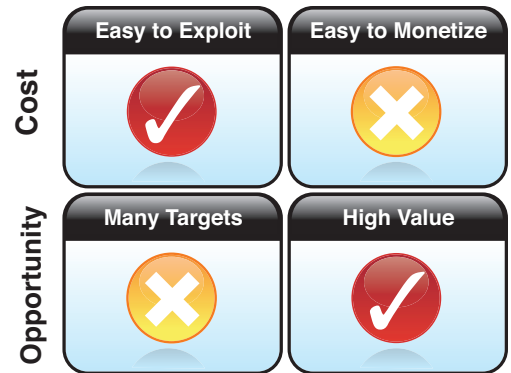 Cost
Easy to Exploit
Easy to Monetize
Opportunity
Many Targets
High Value